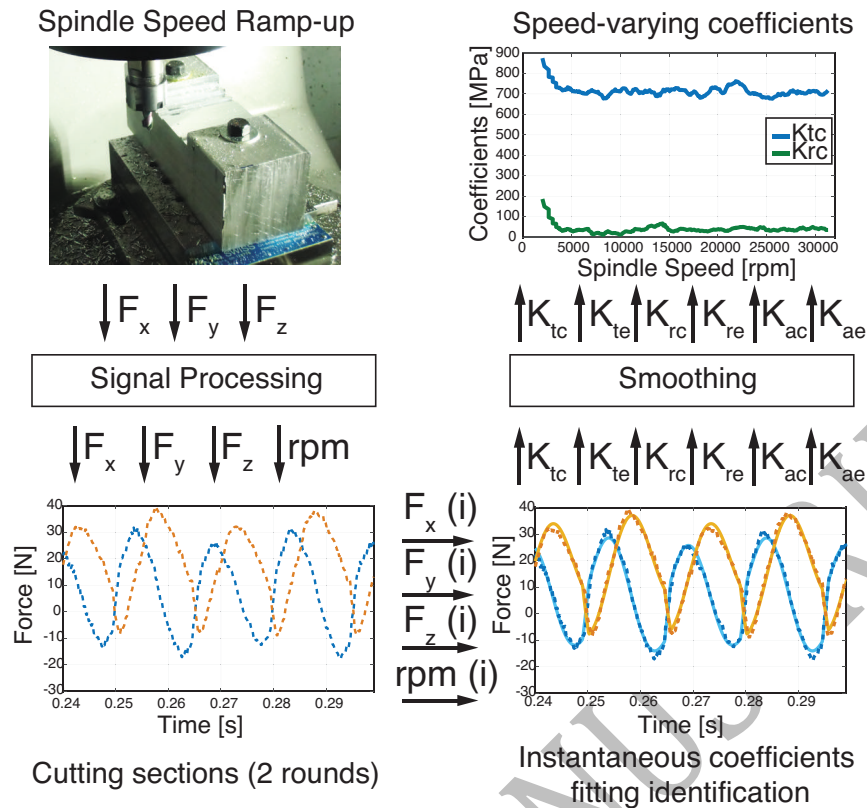 Spindle Speed Ramp-up
Speed-varying coefficients
Coefficients [MPa]
900
800
700
600
500
400
300
200
100
0
Ktc
Krc
0 5000 10000 15000 20000 25000 30000
Spindle Speed [rpm]
Fx Fy Fz
Signal Processing
Fx Fy Fz rpm
Ktc Kte Krc Kre Kac Kae
Smoothing
Ktc Kte Krc Kre Kac Kae
Force [N]
40
30
20
10
0
-10
-20
-30
0.24 0.25 0.26 0.27 0.28 0.29
Time [s]
Cutting sections (2 rounds)
Fx (i)
Fy (i)
Fz (i)
rpm (i)
Force [N]
40
30
20
10
0
-10
-20
-30
0.24 0.25 0.26 0.27 0.28 0.29
Time [s]
Instantaneous coefficients
fitting identification